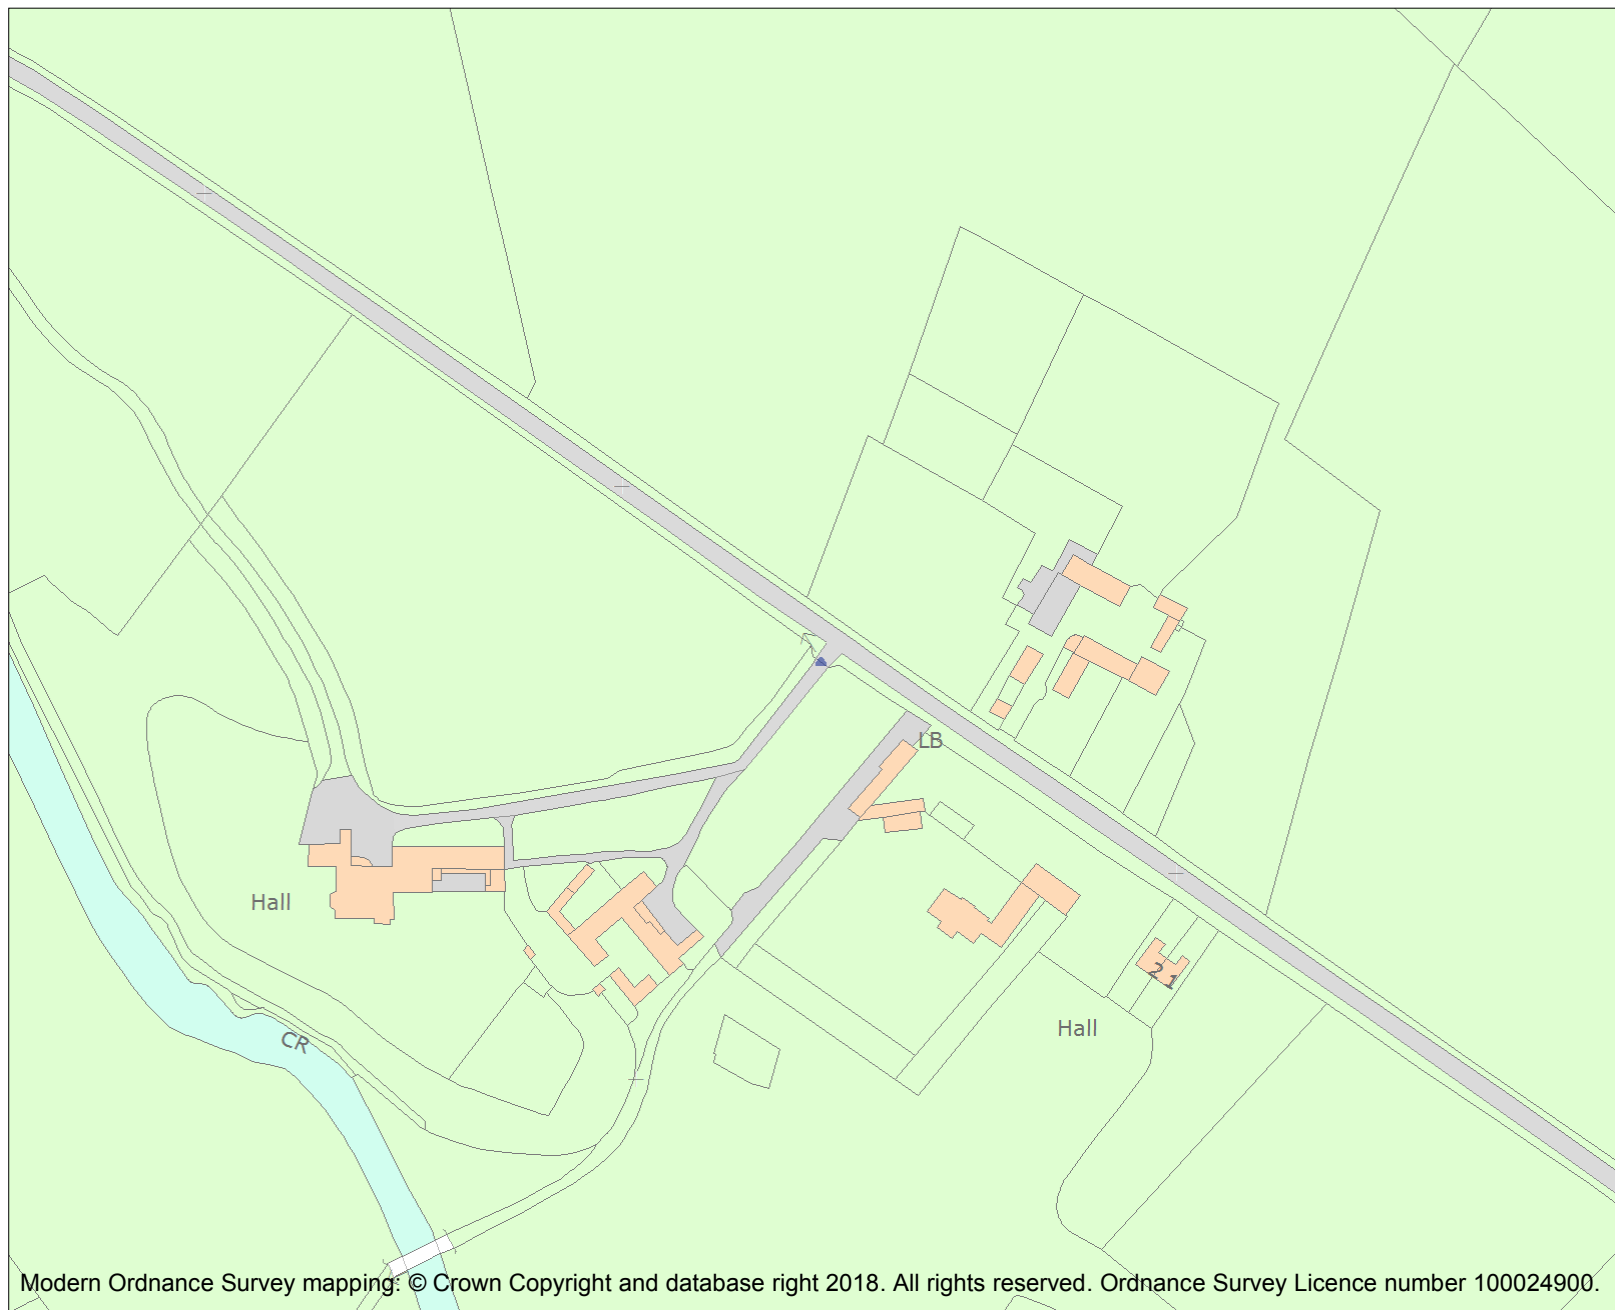 LB
Hall
2 1
Hall
CR
Modern Ordnance Survey mapping: © Crown Copyright and database right 2018. All rights reserved. Ordnance Survey Licence number 100024900.